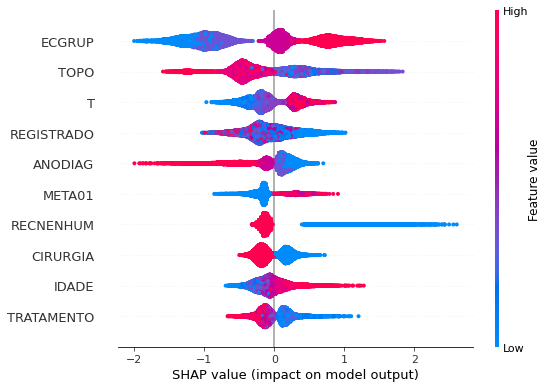 High
ECGRUP
TOPO
T
REGISTRADO
ANODIAG
META01
RECNENHUM
CIRURGIA
IDADE
TRATAMENTO
Feature value
Low
−2 −1 0 1 2
SHAP value (impact on model output)